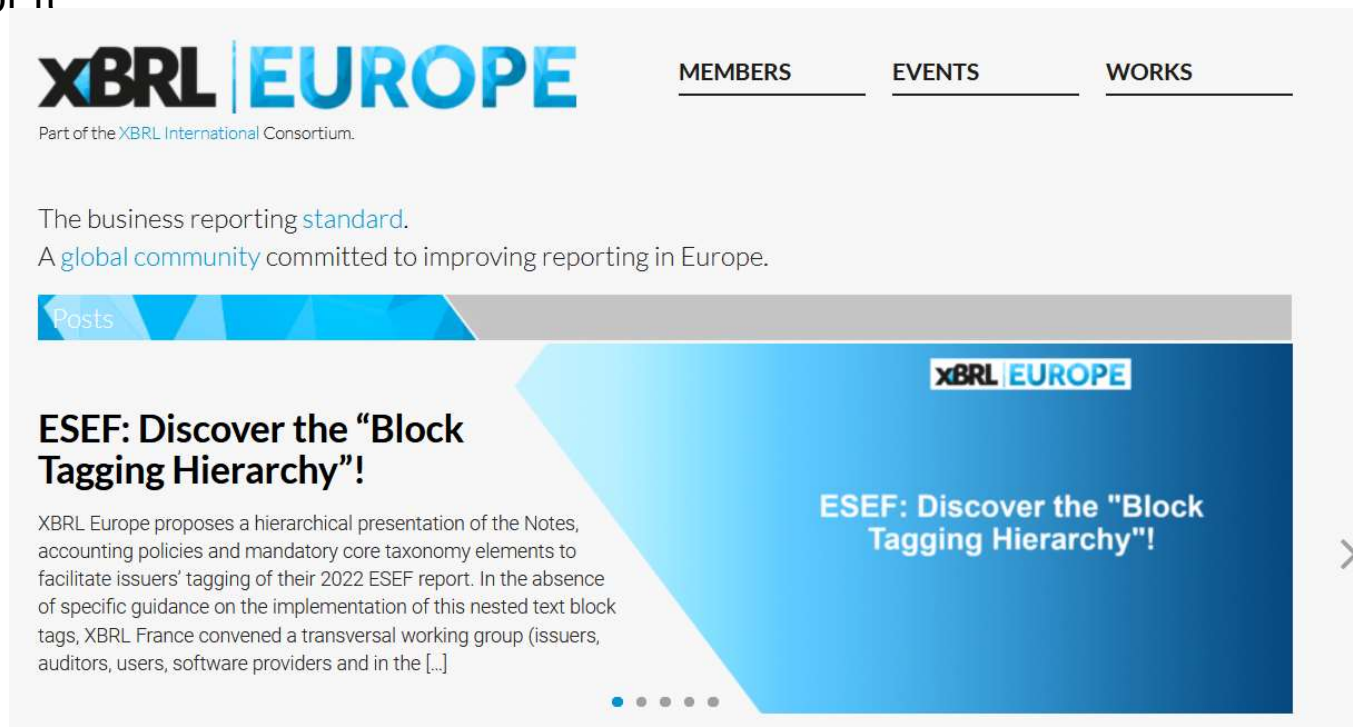 xBRL EUROPE
MEMBERS
EVENTS
WORKS
Part of the XBRL International Consortium.
The business reporting standard.
A global community committed to improving reporting in Europe.
Posts
xBRL EUROPE
ESEF: Discover the “Block
Tagging Hierarchy”!
XBRL Europe proposes a hierarchical presentation of the Notes,
accounting policies and mandatory core taxonomy elements to
facilitate issuers’ tagging of their 2022 ESEF report. In the absence
of specific guidance on the implementation of this nested text block
tags, XBRL France convened a transversal working group (issuers,
auditors, users, software providers and in the [...]
ESEF: Discover the "Block
Tagging Hierarchy"!